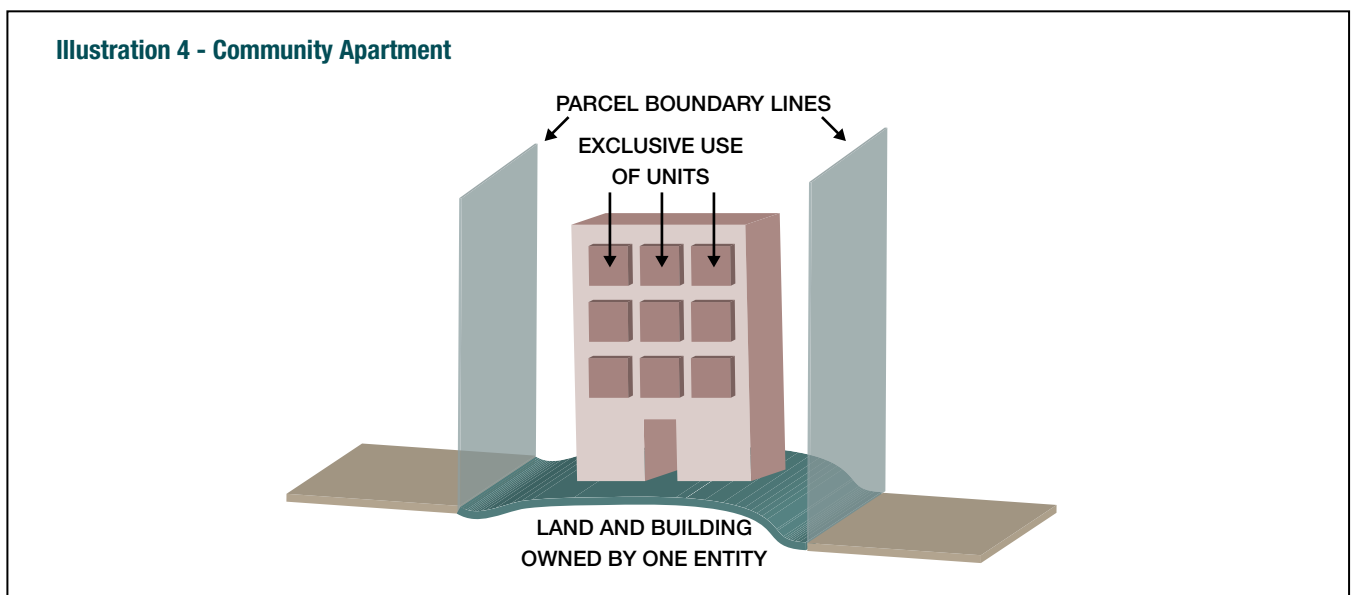 Illustration 4 - Community Apartment
PARCEL BOUNDARY LINES
EXCLUSIVE USE
OF UNITS
LAND AND BUILDING
OWNED BY ONE ENTITY